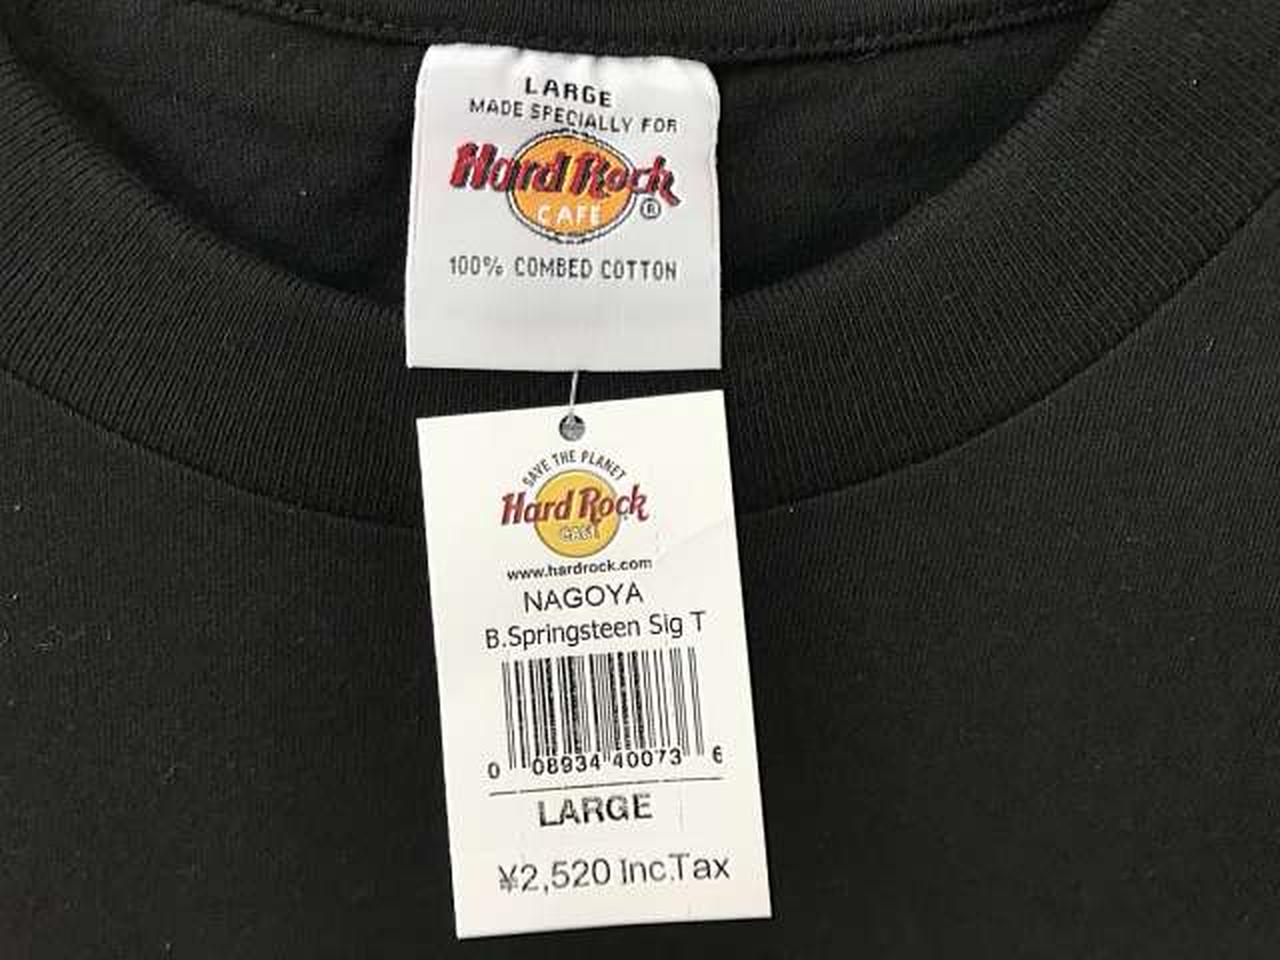 LARGE
MADE SPECIALLY FOR
Hard Rock
CAFE ®
100% COMBED COTTON
SAVE THE PLANET
Hard Rock
CAFE
www.hardrock.com
NAGOYA
B.Springsteen Sig T
0 08934 40073 6
LARGE
¥2,520 Inc.Tax